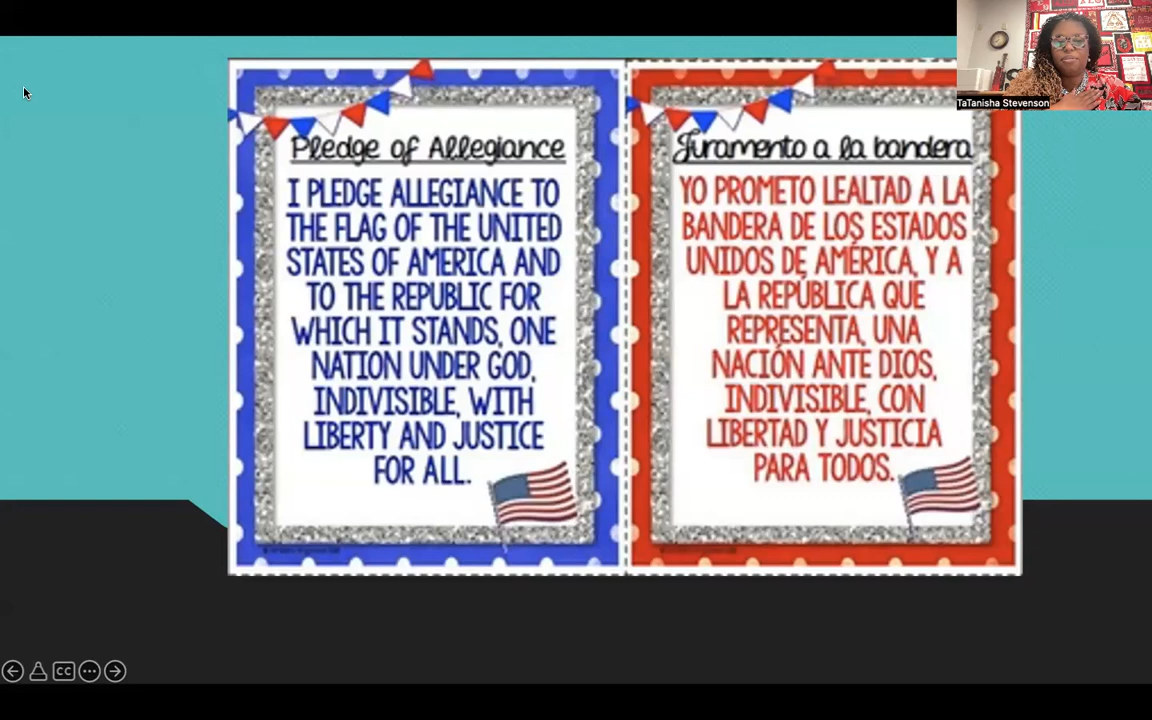 Pledge of Allegiance
I PLEDGE ALLEGIANCE TO
THE FLAG OF THE UNITED
STATES OF AMERICA AND
TO THE REPUBLIC FOR
WHICH IT STANDS, ONE
NATION UNDER GOD,
INDIVISIBLE, WITH
LIBERTY AND JUSTICE
FOR ALL.
Juramento a la bandera
YO PROMETO LEALTAD A LA
BANDERA DE LOS ESTADOS
UNIDOS DE AMÉRICA, Y A
LA REPÚBLICA QUE
REPRESENTA, UNA
NACIÓN ANTE DIOS,
INDIVISIBLE, CON
LIBERTAD Y JUSTICIA
PARA TODOS.
TaTanisha Stevenson
CC